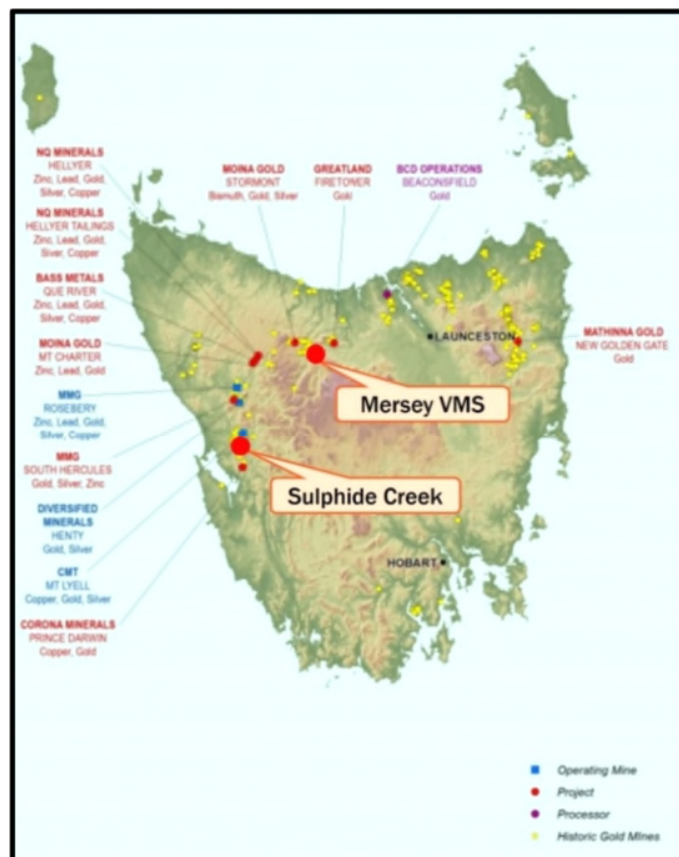 NQ MINERALS
HELLYER
Zinc, Lead, Gold,
Silver, Copper
NQ MINERALS
HELLYER TAILINGS
Zinc, Lead, Gold,
Silver, Copper
BASS METALS
QUE RIVER
Zinc, Lead, Gold,
Silver, Copper
MOINA GOLD
MT CHARTER
Zinc, Lead, Gold
MMG
ROSEBERY
Zinc, Lead, Gold,
Silver, Copper
MMG
SOUTH HERCULES
Gold, Silver, Zinc
DIVERSIFIED
MINERALS
HENTY
Gold, Silver
CMT
MT LYELL
Copper, Gold, Silver
CORONA MINERALS
PRINCE DARWIN
Copper, Gold
MOINA GOLD
STORMONT
Bismuth, Gold, Silver
GREATLAND
FIRETOWER
Gold
BCD OPERATIONS
BEACONSFIELD
Gold
LAUNCESTON
MATHINNA GOLD
NEW GOLDEN GATE
Gold
Mersey VMS
Sulphide Creek
HOBART
Operating Mine
Project
Processor
Historic Gold Mines